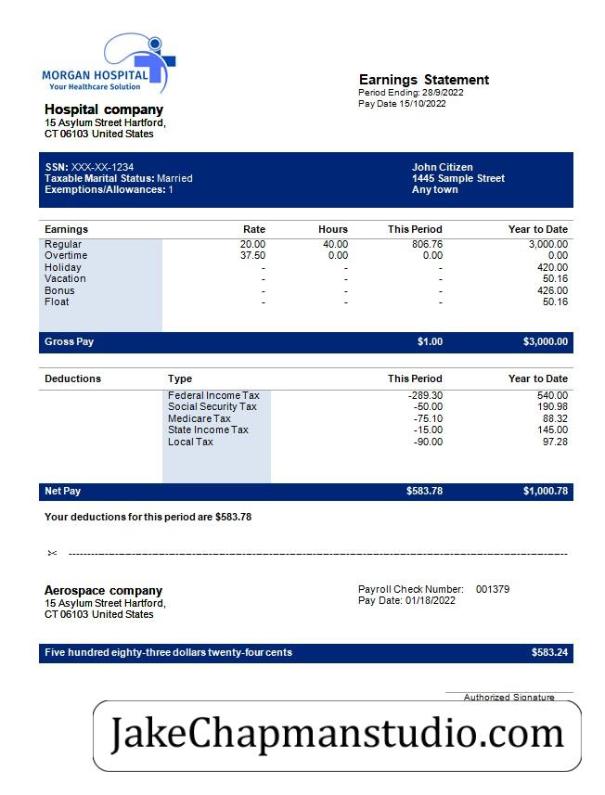 MORGAN HOSPITAL
Your Healthcare Solution
Earnings Statement
Period Ending: 28/9/2022
Pay Date 15/10/2022
Hospital company
15 Asylum Street Hartford,
CT 06103 United States
SSN: XXX-XX-1234 John Citizen
Taxable Marital Status: Married 1445 Sample Street
Exemptions/Allowances: 1 Any town
Earnings Rate Hours This Period Year to Date
Regular 20.00 40.00 806.76 3,000.00
Overtime 37.50 0.00 0.00 0.00
Holiday - - - 420.00
Vacation - - - 50.16
Bonus - - - 426.00
Float - - - 50.16
Gross Pay $1.00 $3,000.00
Deductions Type This Period Year to Date
Federal Income Tax -289.30 540.00
Social Security Tax -50.00 190.98
Medicare Tax -75.10 88.32
State Income Tax -15.00 145.00
Local Tax -90.00 97.28
Net Pay $583.78 $1,000.78
Your deductions for this period are $583.78
Aerospace company
15 Asylum Street Hartford,
CT 06103 United States
Payroll Check Number: 001379
Pay Date: 01/18/2022
Five hundred eighty-three dollars twenty-four cents $583.24
Authorized Signature
JakeChapmanstudio.com